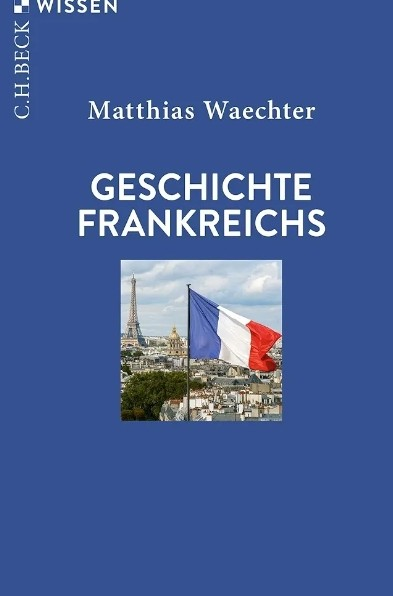 WISSEN
C.H.BECK
Matthias Waechter
GESCHICHTE
FRANKREICHS